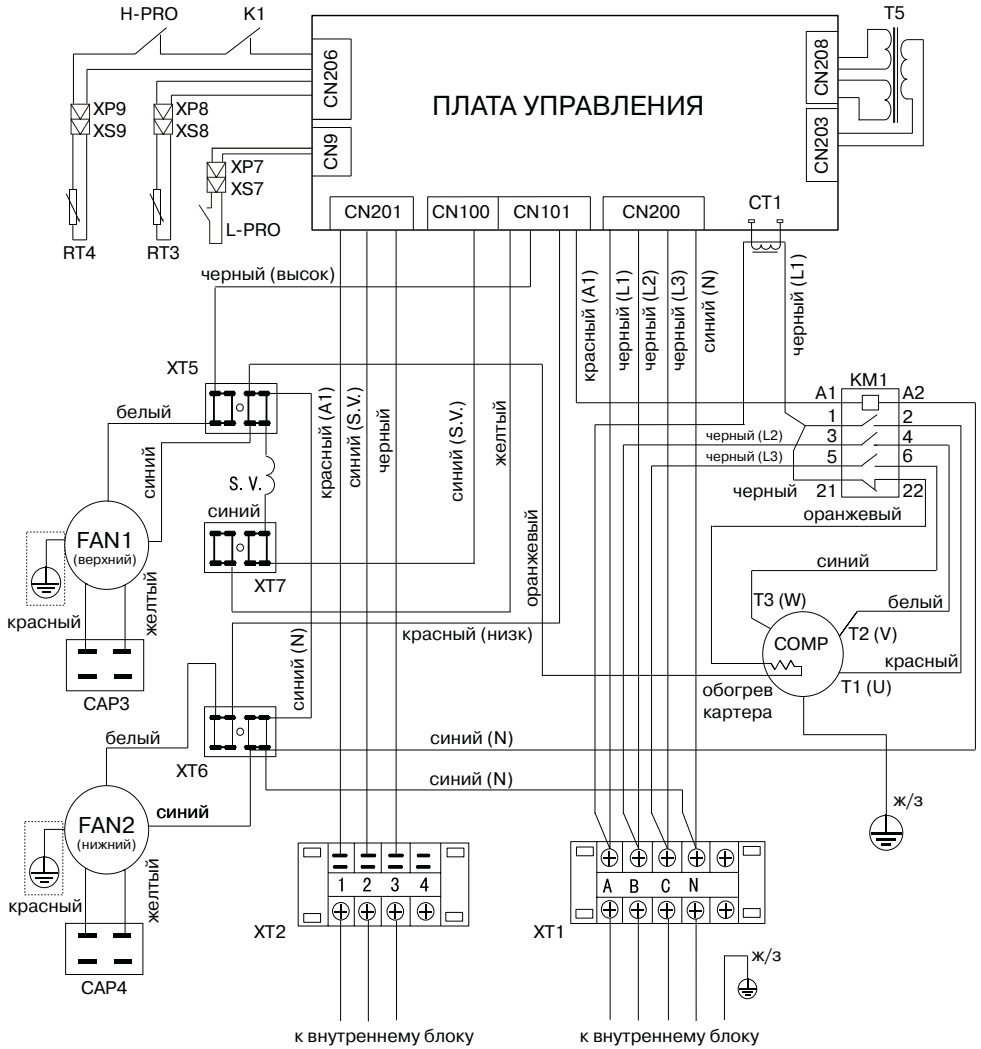 H-PRO
K1
T5
CN206
CN208
XP9
XS9
XP8
XS8
ПЛАТА УПРАВЛЕНИЯ
CN9
CN203
XP7
XS7
L-PRO
RT4
RT3
CN201
CN100
CN101
CN200
CT1
черный (высок)
красный (A1)
черный (L1)
черный (L2)
черный (L3)
синий (N)
черный (L1)
XT5
белый
синий
S. V.
синий
XT7
красный (A1)
синий (S.V.)
черный
синий (S.V.)
желтый
оранжевый
KM1
A1
A2
1
2
черный (L2)
3
4
черный (L3)
5
6
черный
21
22
оранжевый
синий
белый
красный
T3 (W)
T2 (V)
T1 (U)
COMP
обогрев
картера
FAN1
(верхний)
красный
желтый
CAP3
красный (низк)
синий (N)
белый
XT6
синий (N)
синий (N)
синий
FAN2
(нижний)
красный
желтый
CAP4
ж/з
1 2 3 4
XT2
A B C N
XT1
ж/з
к внутреннему блоку
к внутреннему блоку